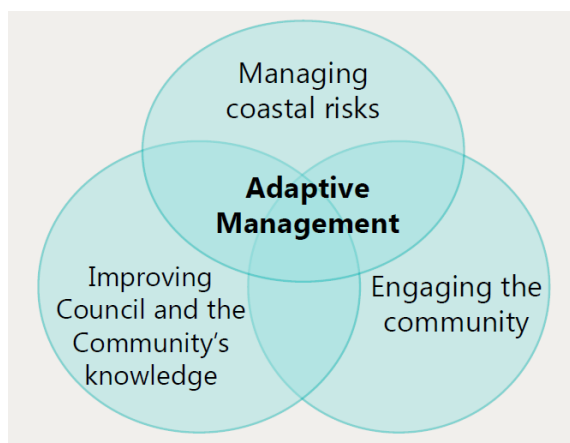 Managing
coastal risks
Adaptive
Management
Improving
Council and the
Community's
knowledge
Engaging the
community